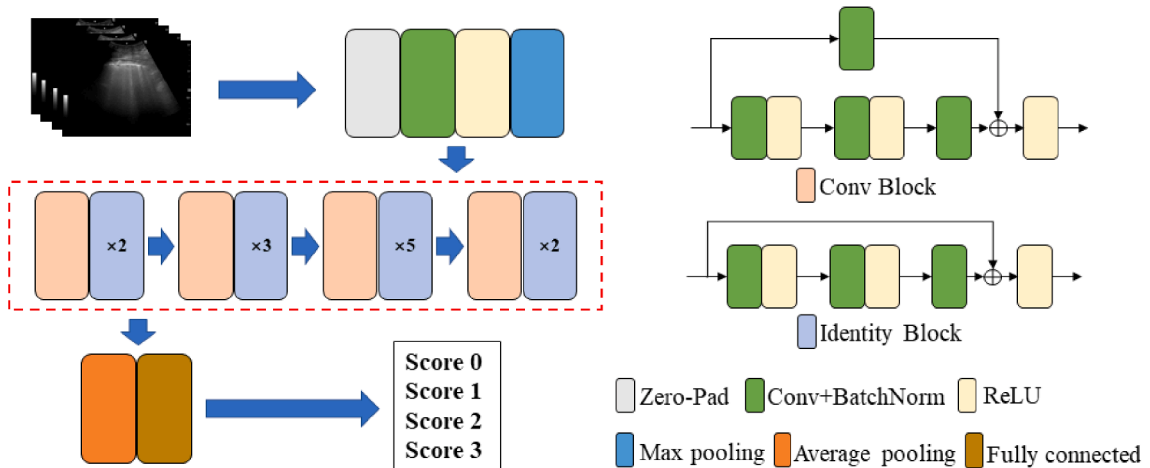 ×2
×3
×5
×2
Score 0
Score 1
Score 2
Score 3
Conv Block
Identity Block
Zero-Pad
Conv+BatchNorm
ReLU
Max pooling
Average pooling
Fully connected